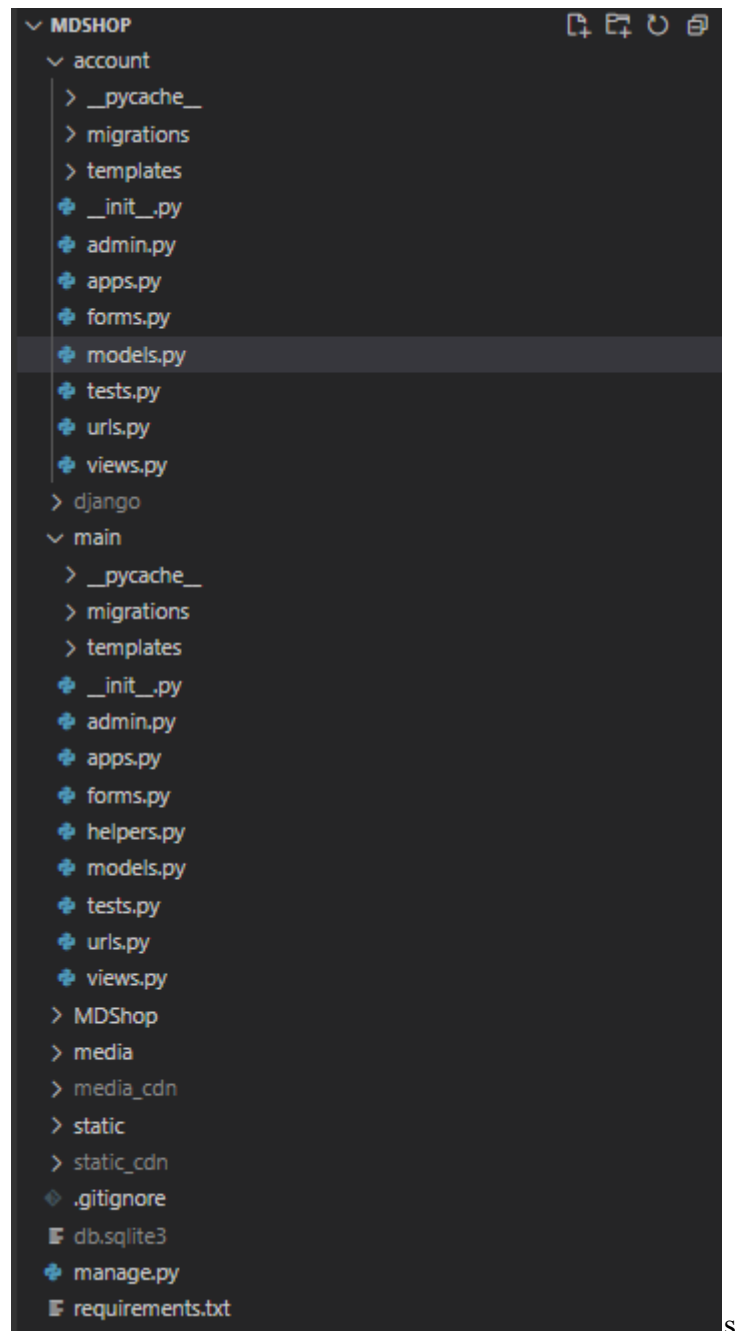 MDSHOP
account
__pycache__
migrations
templates
__init__.py
admin.py
apps.py
forms.py
models.py
tests.py
urls.py
views.py
django
main
__pycache__
migrations
templates
__init__.py
admin.py
apps.py
forms.py
helpers.py
models.py
tests.py
urls.py
views.py
MDShop
media
media_cdn
static
static_cdn
.gitignore
db.sqlite3
manage.py
requirements.txt
s